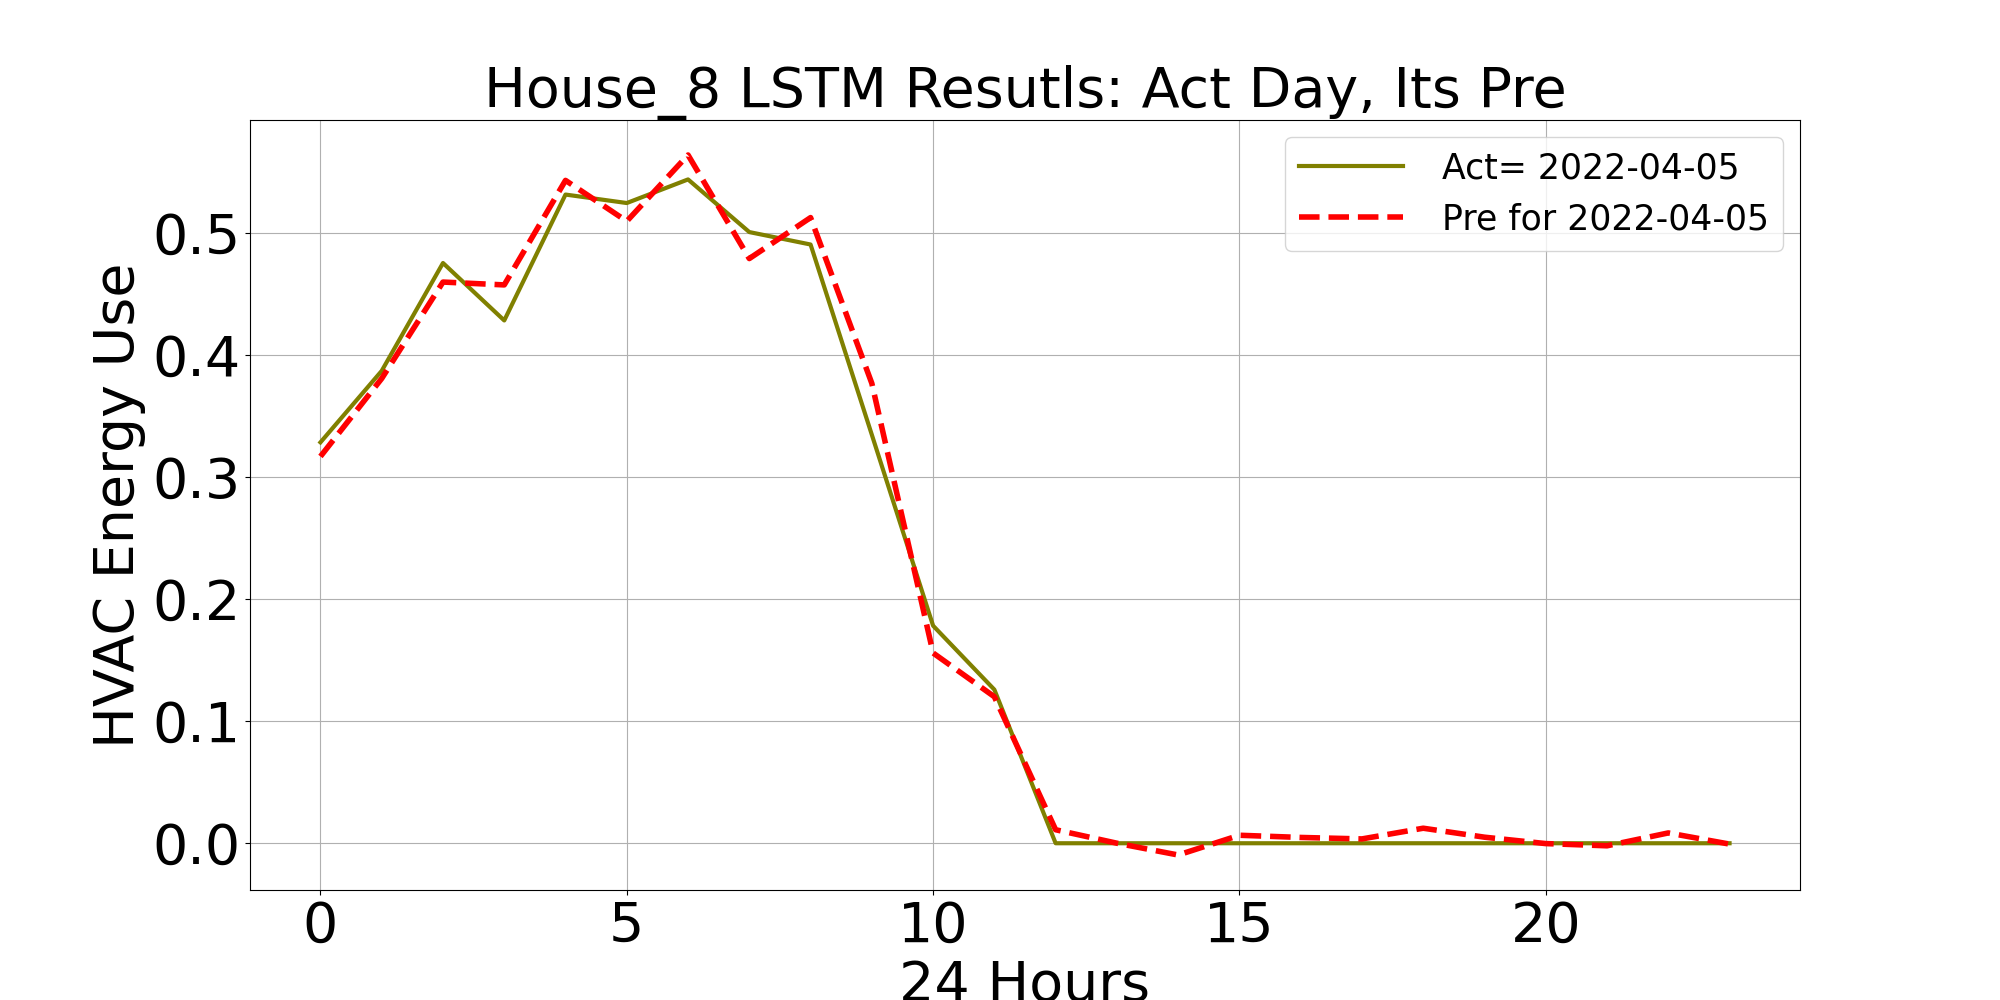 House_8 LSTM Resutls: Act Day, Its Pre
Act= 2022-04-05
Pre for 2022-04-05
HVAC Energy Use
0.5
0.4
0.3
0.2
0.1
0.0
0 5 10 15 20
24 Hours